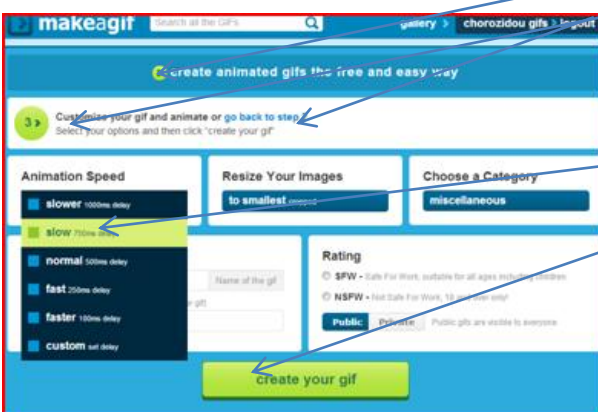 makeagif Search all the GIFs gallery > chorozidou gifs > logout
create animated gifs the free and easy way
3 > Customize your gif and animate or go back to step
Select your options and then click "create your gif"
Animation Speed Resize Your Images Choose a Category
slower 1000ms delay to smallest miscellaneous
slow 750ms delay
normal 500ms delay
fast 250ms delay
faster 100ms delay
custom set delay
Name of the gif
gif)
Rating
SFW - Safe For Work, suitable for all ages including children
NSFW - Not Safe For Work, 18 and over only!
Public Private Public gifs are visible to everyone
create your gif